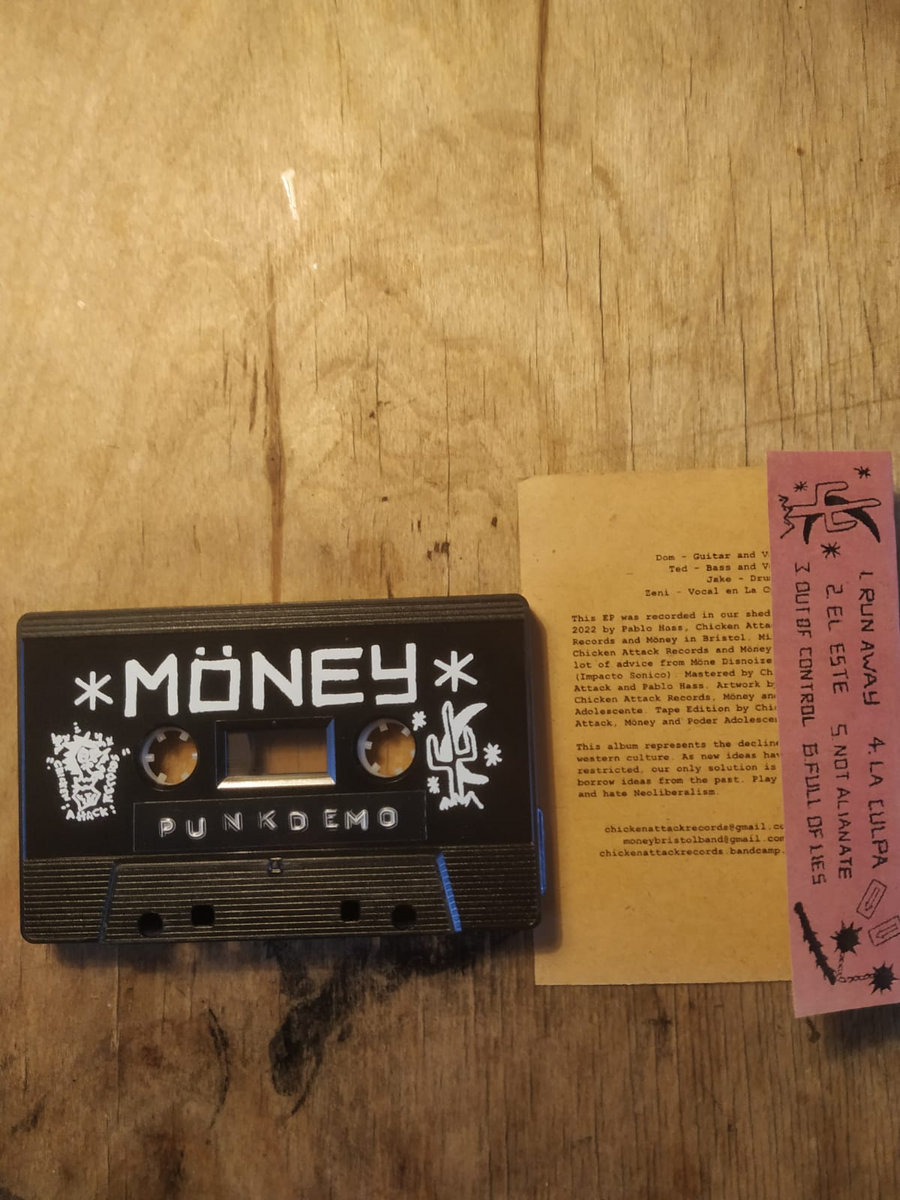 *MÖNEY*
CHICKEN
ATTACK
RECORDS
PUNKDEMO
Dom - Guitar and V
Ted - Bass and V
Jake - Dru
Zeni - Vocal en La C
This EP was recorded in our shed
2022 by Pablo Hass, Chicken Atta
Records and Möney in Bristol. Mi
Chicken Attack Records and Möney
lot of advice from Möne Disnoize
(Impacto Sonico). Mastered by Ch
Attack and Pablo Hass. Artwork b
Chicken Attack Records, Möney an
Adolescente. Tape Edition by Chi
Attack, Möney and Poder Adolesce
This album represents the decline
western culture. As new ideas hav
restricted, our only solution is
borrow ideas from the past. Play
and hate Neoliberalism.
chickenattackrecords@gmail.co
moneybristolband@gmail.com
chickenattackrecords.bandcamp.
1. RUN AWAY
2. EL ESTE
3. OUT OF CONTROL
4. LA CULPA
5. NOT ALIANATE
6. FULL OF LIES